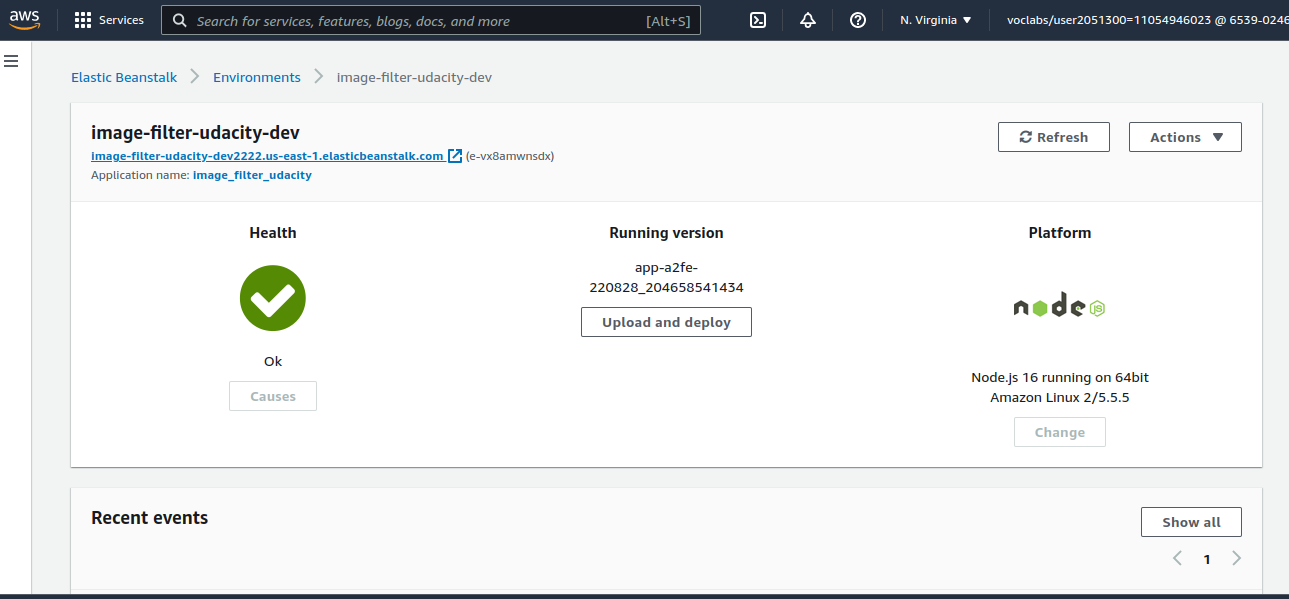 aws Services Search for services, features, blogs, docs, and more [Alt+S] N. Virginia voclabs/user2051300=11054946023 @ 6539-0246
Elastic Beanstalk Environments image-filter-udacity-dev
image-filter-udacity-dev
Refresh Actions
image-filter-udacity-dev2222.us-east-1.elasticbeanstalk.com (e-vx8amwnsdx)
Application name: image_filter_udacity
Health Running version Platform
app-a2fe-
220828_204658541434
Upload and deploy
node JS
Ok
Causes
Node.js 16 running on 64bit
Amazon Linux 2/5.5.5
Change
Recent events
Show all
1